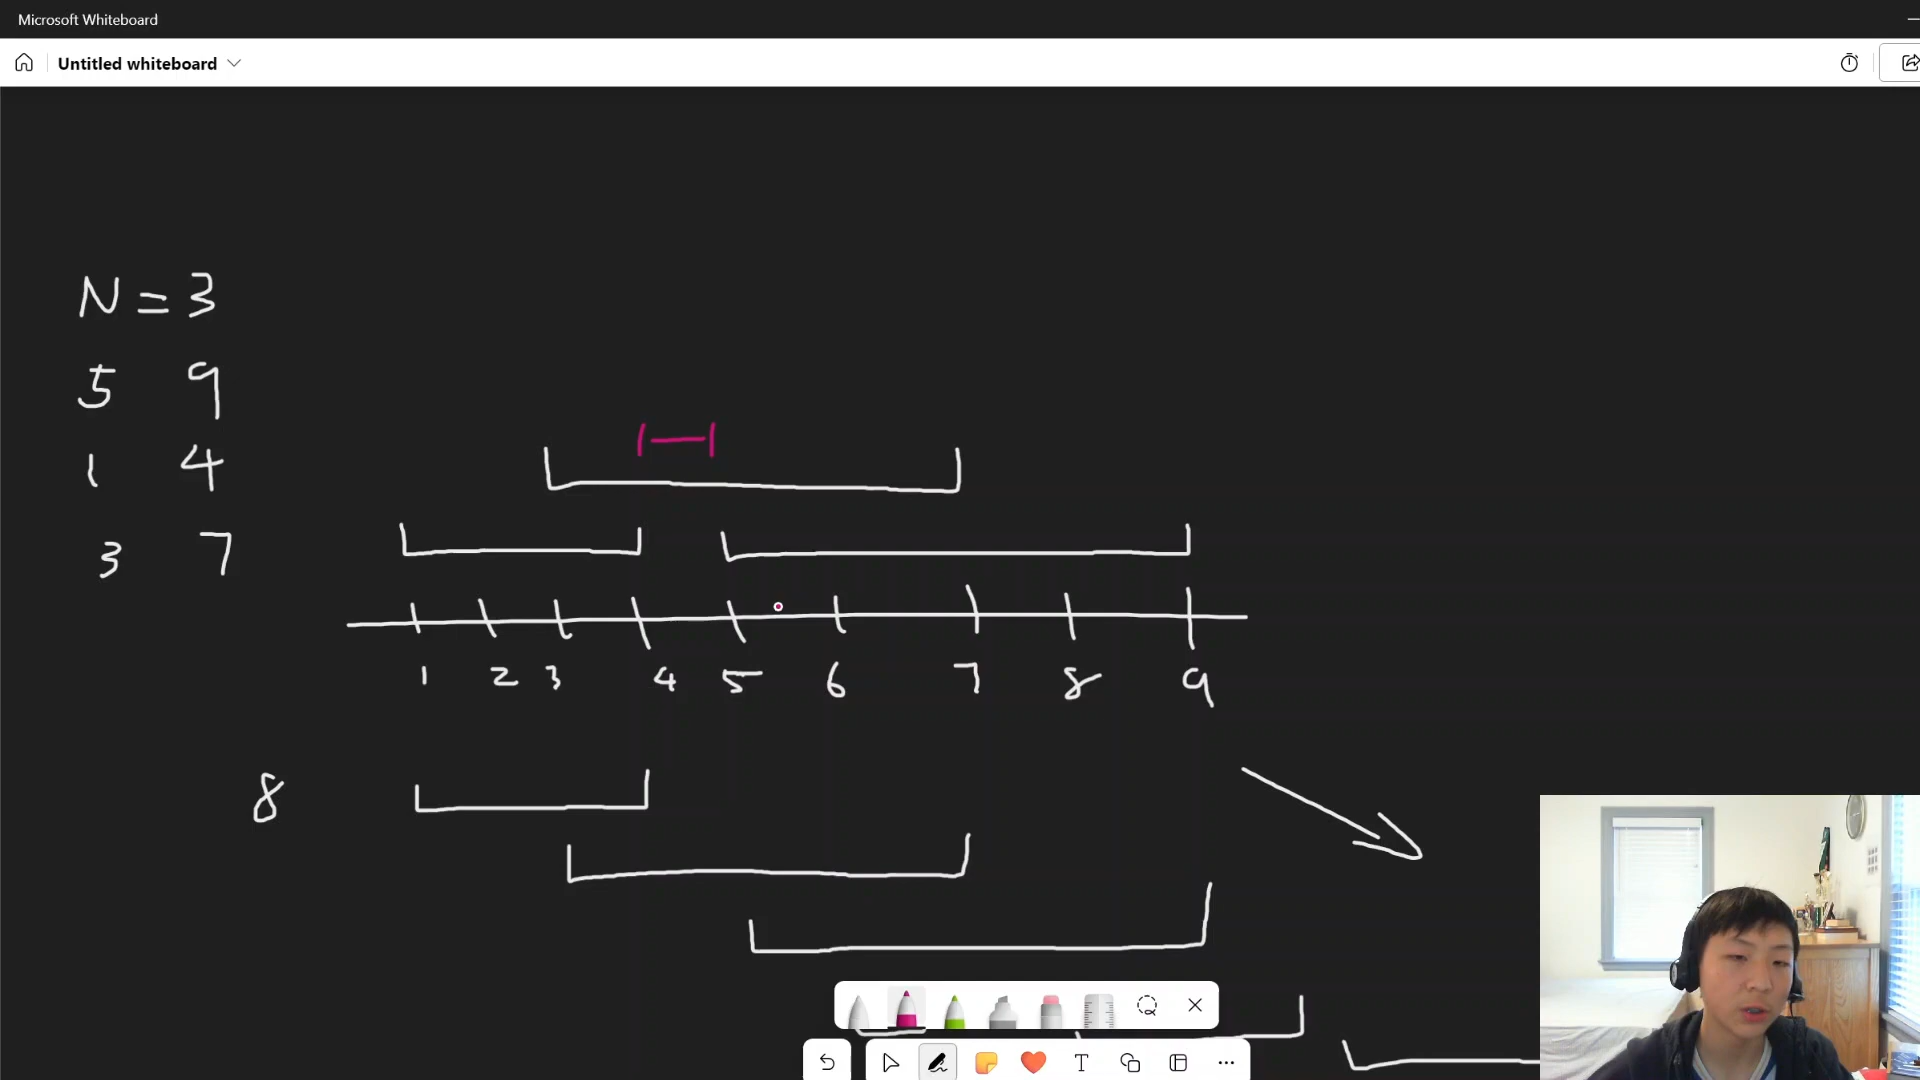 Microsoft Whiteboard
Untitled whiteboard
N = 3
5 9
1 4
3 7
1 2 3 4 5 6 7 8 9
8
T